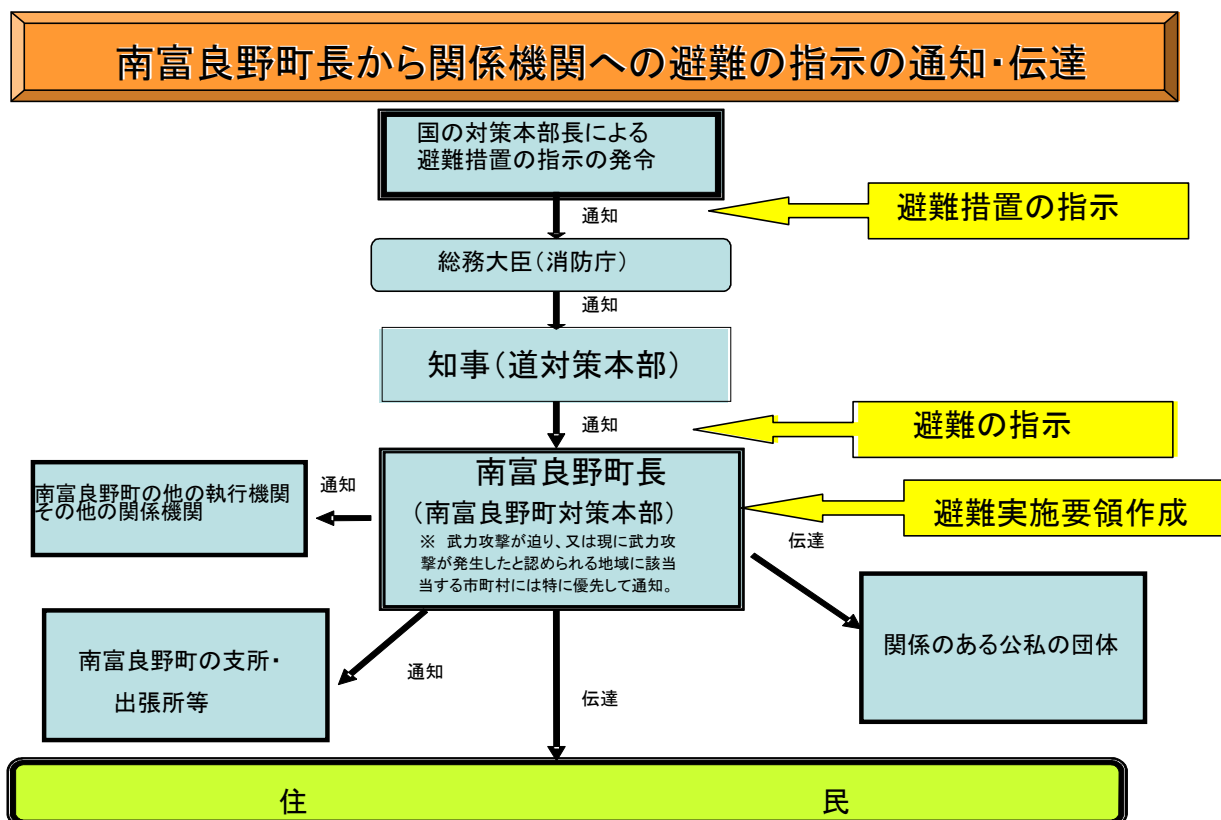 南富良野町長から関係機関への避難の指示の通知・伝達
国の対策本部長による
避難措置の指示の発令
通知
避難措置の指示
総務大臣(消防庁)
通知
知事(道対策本部)
通知
避難の指示
南富良野町長
(南富良野町対策本部)
※ 武力攻撃が迫り、又は現に武力攻
撃が発生したと認められる地域に該当
当する市町村には特に優先して通知。
避難実施要領作成
通知
南富良野町の他の執行機関
その他の関係機関
伝達
関係のある公私の団体
通知
南富良野町の支所・
出張所等
伝達
住 民